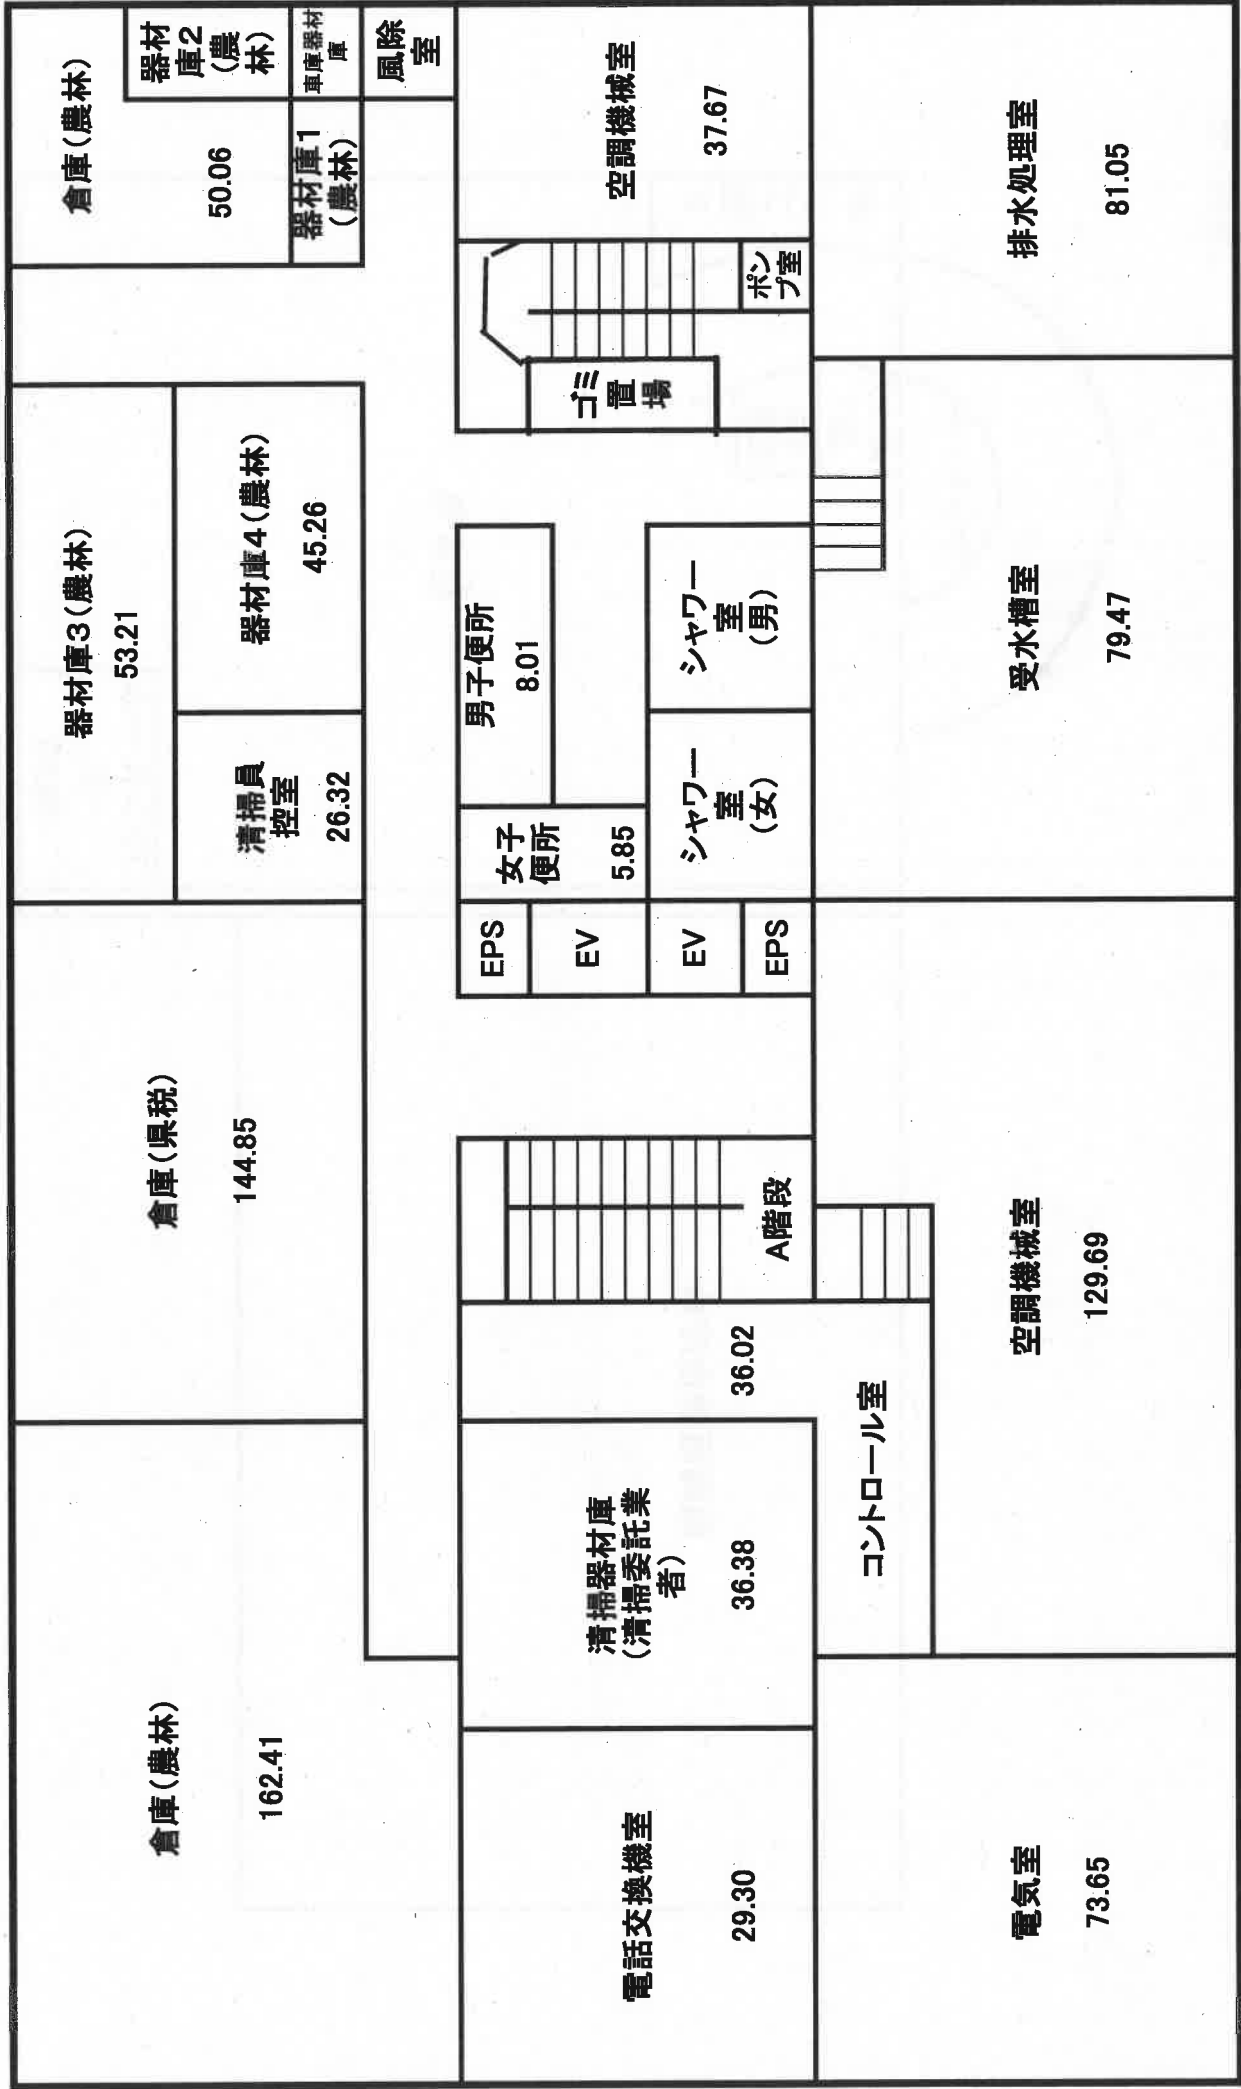 倉庫(農林)
162.41
倉庫(県税)
144.85
器材庫3(農林)
53.21
清掃員
控室
26.32
器材庫4(農林)
45.26
倉庫(農林)
50.06
器材
庫2
(農
林)
器材庫1
(農林)
車庫器材
庫
風除
室
電話交換機室
29.30
清掃器材庫
(清掃委託業
者)
36.38
36.02
コントロール室
A階段
EPS
EV
EV
EPS
女子
便所
5.85
男子便所
8.01
シャワー
室
(女)
シャワー
室
(男)
ゴミ
置
場
ポン
プ室
空調機械室
37.67
電気室
73.65
空調機械室
129.69
受水槽室
79.47
排水処理室
81.05